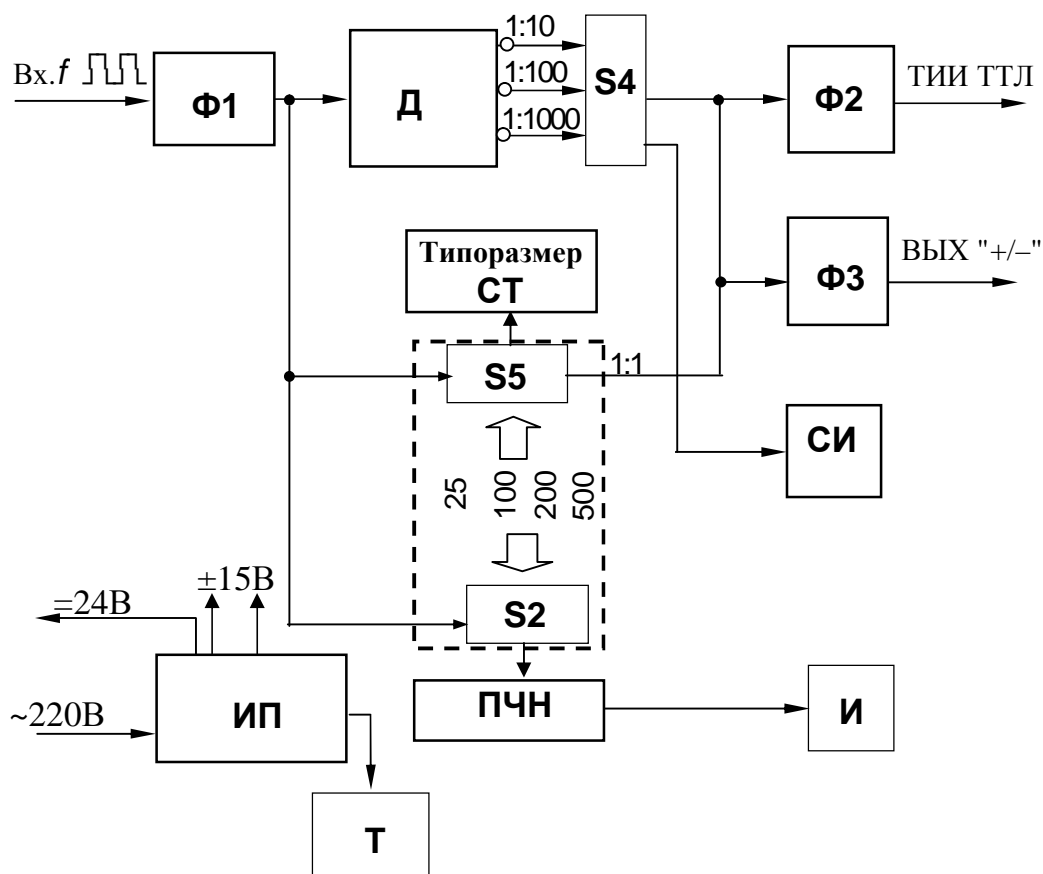 Вх.f
Ф1
Д
1:10
1:100
1:1000
S4
Ф2
ТИИ ТТЛ
Ф3
ВЫХ "+/–"
Типоразмер
СТ
S5
1:1
СИ
25
100
200
500
S2
±15В
=24В
~220В
ИП
ПЧН
И
Т